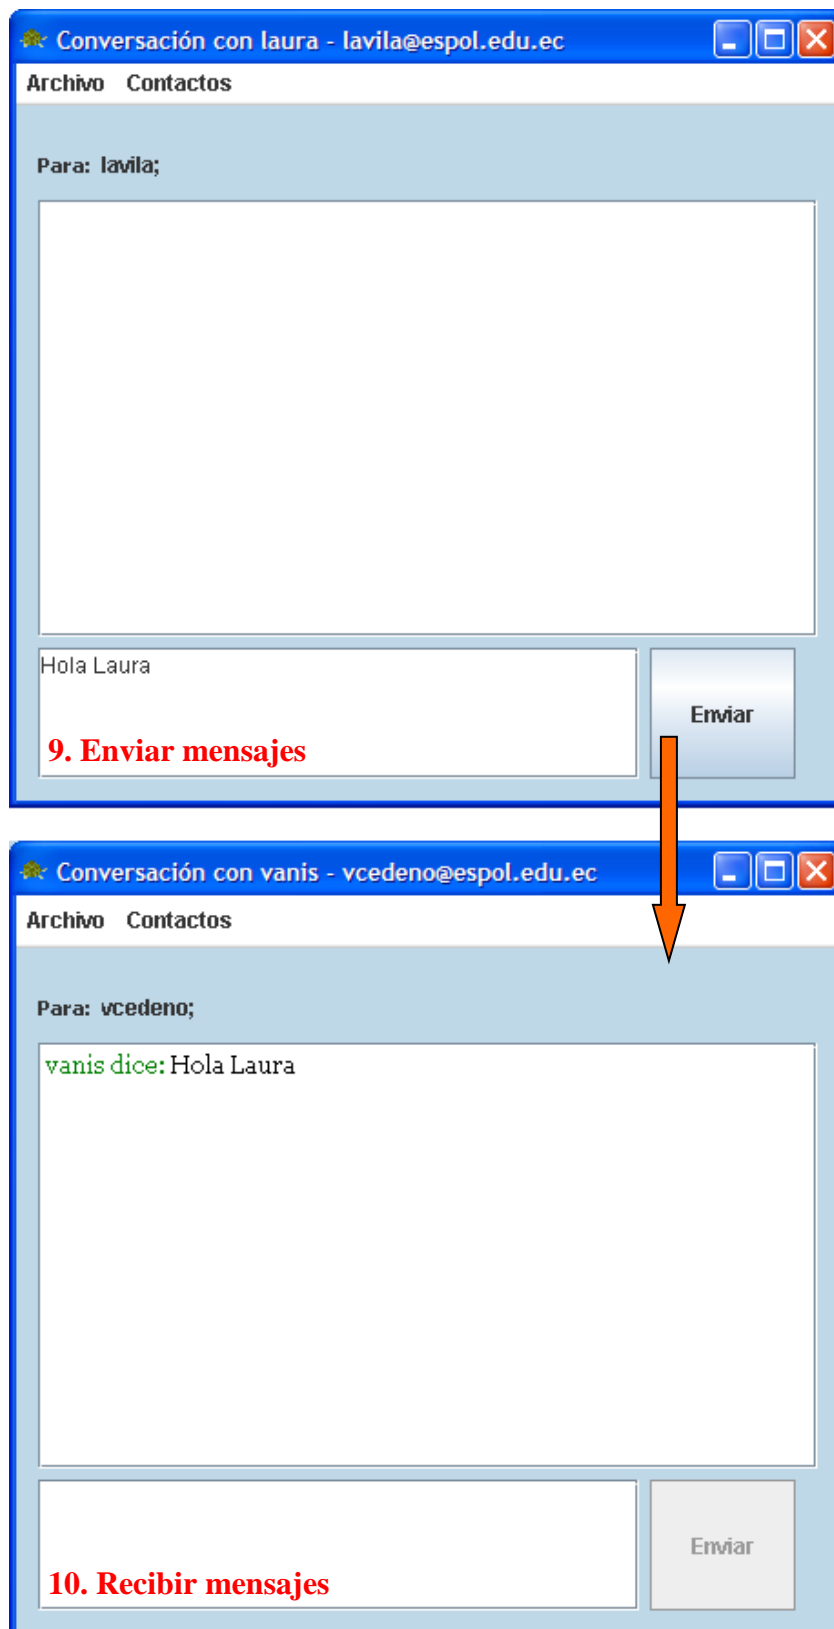 Conversación con laura - lavila@espol.edu.ec
Archivo Contactos
Para: lavila;
Hola Laura
Enviar
9. Enviar mensajes
Conversación con vanis - vcedeno@espol.edu.ec
Archivo Contactos
Para: vcedeno;
vanis dice: Hola Laura
Enviar
10. Recibir mensajes